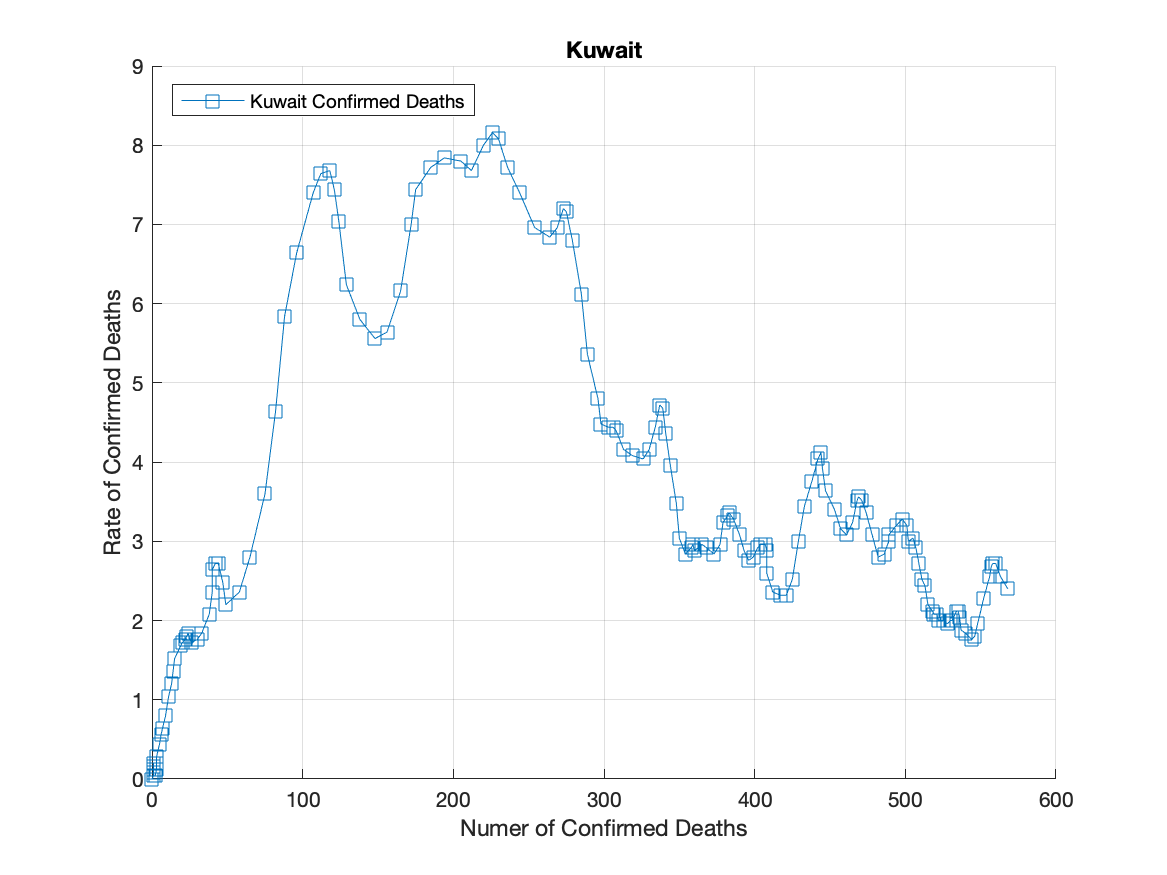 Kuwait
Kuwait Confirmed Deaths
9
8
7
6
5
4
3
2
1
0
Rate of Confirmed Deaths
0 100 200 300 400 500 600
Numer of Confirmed Deaths